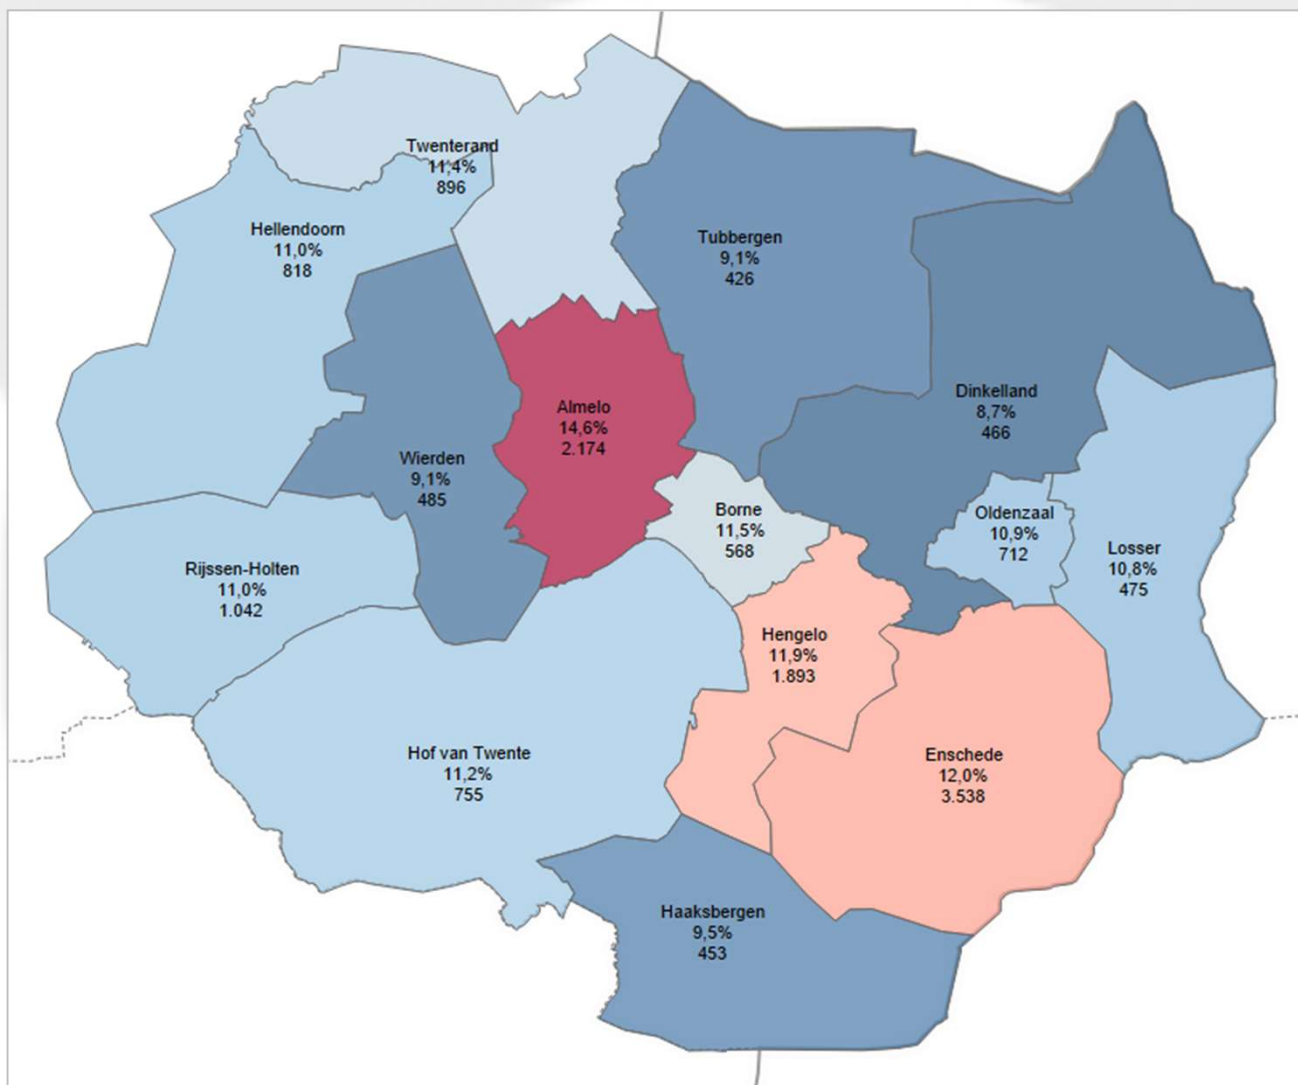 Twenterand
11,4%
896
Hellendoorn
11,0%
818
Tubbergen
9,1%
426
Dinkelland
8,7%
466
Almelo
14,6%
2.174
Wierden
9,1%
485
Borne
11,5%
568
Oldenzaal
10,9%
712
Losser
10,8%
475
Rijssen-Holten
11,0%
1.042
Hengelo
11,9%
1.893
Hof van Twente
11,2%
755
Enschede
12,0%
3.538
Haaksbergen
9,5%
453